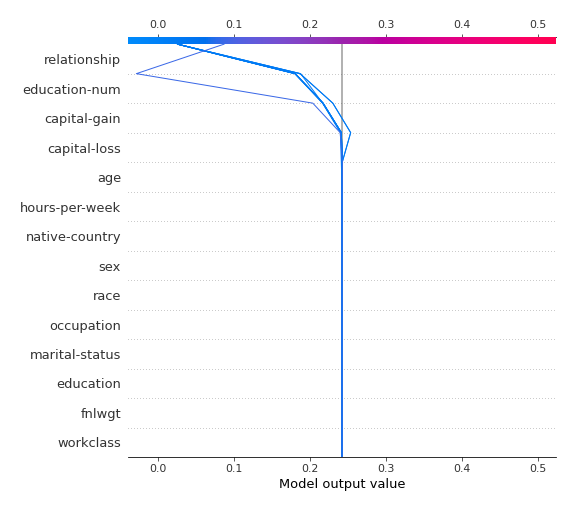 0.0 0.1 0.2 0.3 0.4 0.5
relationship
education-num
capital-gain
capital-loss
age
hours-per-week
native-country
sex
race
occupation
marital-status
education
fnlwgt
workclass
0.0 0.1 0.2 0.3 0.4 0.5
Model output value